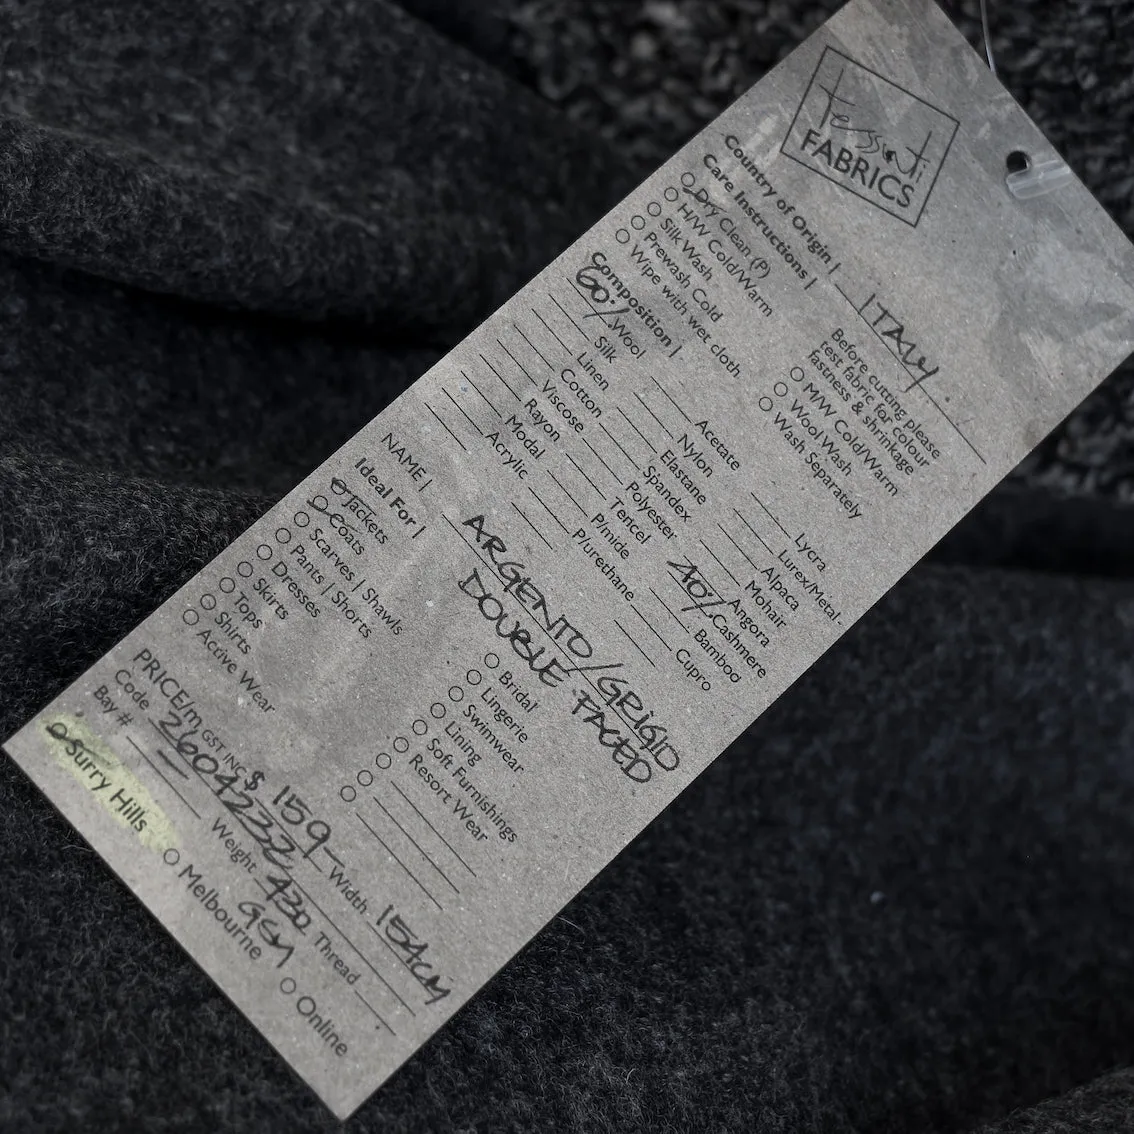 tessuti
FABRICS
Country of Origin | ITALY
Care Instructions |
Dry Clean (P)
H/W Cold/Warm
Silk Wash
Prewash Cold
Wipe with wet cloth
Before cutting please
test fabric for colour
fastness & shrinkage
M/W Cold/Warm
Wool Wash
Wash Separately
Composition |
60% Wool
Silk
Linen
Cotton
Viscose
Rayon
Modal
Acrylic
Acetate
Nylon
Elastane
Spandex
Polyester
Tencel
P/mide
P/urethane
Lycra
Lurex/Metal.
Alpaca
Mohair
Angora
40% Cashmere
Bamboo
Cupro
NAME | ARGENTO/GRIGIO
DOUBLE FACED
Ideal For |
Jackets
Coats
Scarves | Shawls
Pants | Shorts
Dresses
Skirts
Tops
Shirts
Active Wear
Bridal
Lingerie
Swimwear
Lining
Soft Furnishings
Resort Wear
PRICE/m GST INC $ 159- Width 154CM
Code 26042332 Weight 430 GSM Thread
Bay #
Surry Hills
Melbourne
Online